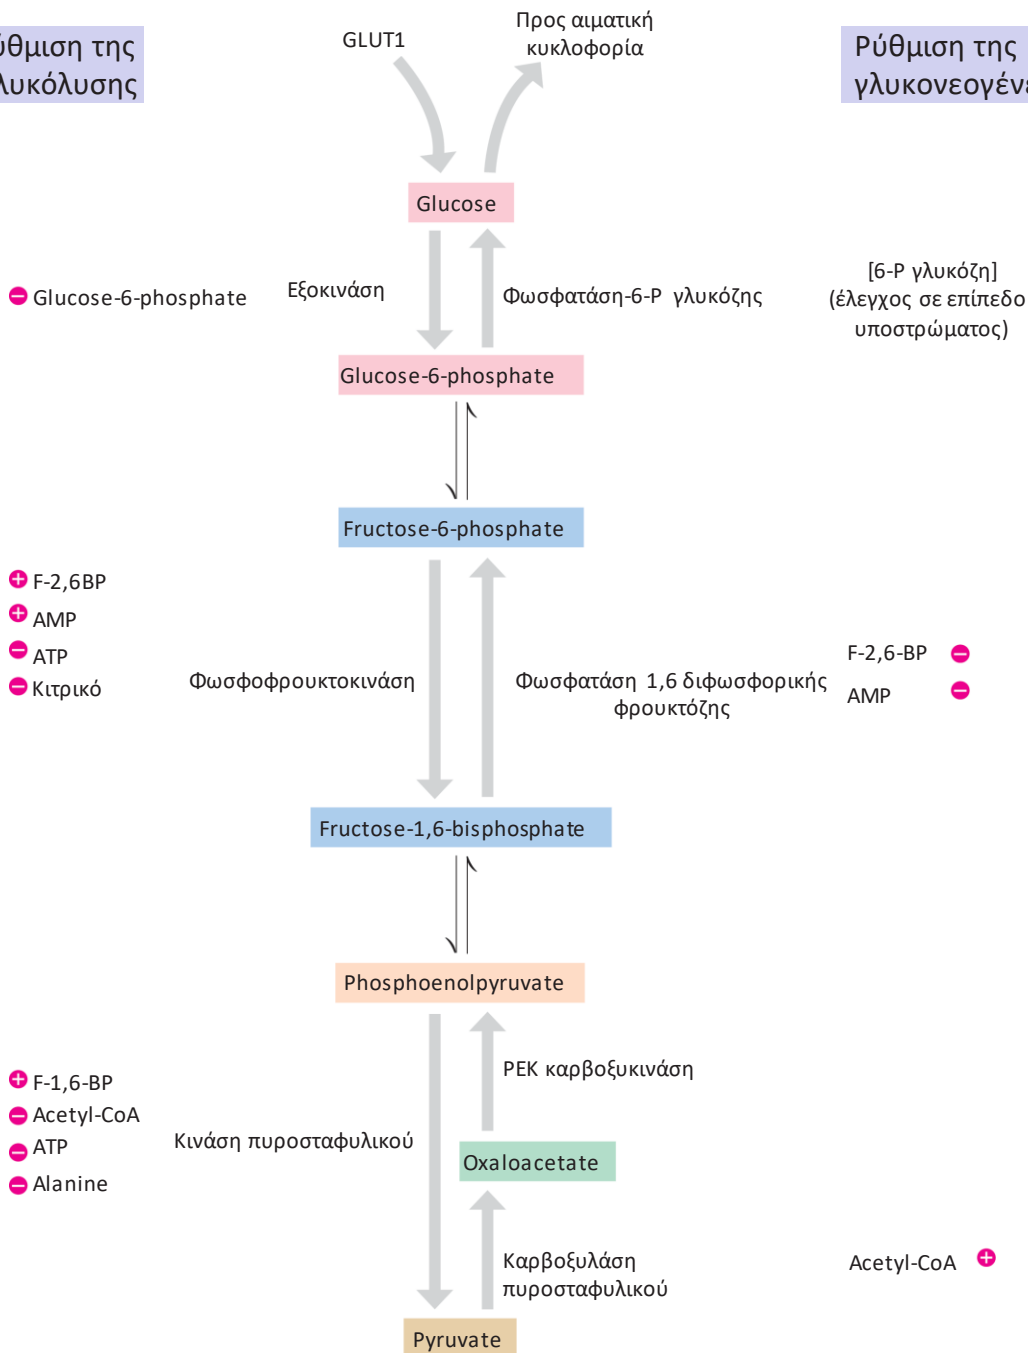 ύθμιση της
λυκόλυσης
GLUT1
Προς αιματική
κυκλοφορία
Ρύθμιση της
γλυκονεογένε
Glucose
Glucose-6-phosphate
Εξοκινάση
Φωσφατάση-6-P γλυκόζης
[6-P γλυκόζη]
(έλεγχος σε επίπεδο
υποστρώματος)
Glucose-6-phosphate
Fructose-6-phosphate
F-2,6BP
AMP
ATP
Κιτρικό
Φωσφοφρουκτοκινάση
Φωσφατάση 1,6 διφωσφορικής
φρουκτόζης
F-2,6-BP
AMP
Fructose-1,6-bisphosphate
Phosphoenolpyruvate
F-1,6-BP
Acetyl-CoA
ATP
Alanine
Κινάση πυροσταφυλικού
PEK καρβοξυκινάση
Oxaloacetate
Καρβοξυλάση
πυροσταφυλικού
Acetyl-CoA
Pyruvate